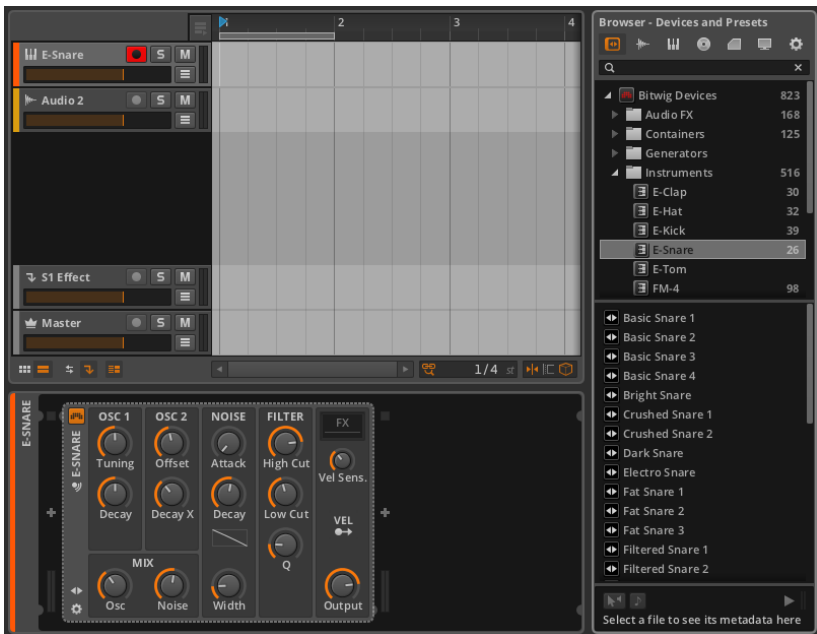 1 2 3 4
E-Snare S M
Audio 2 S M
S1 Effect S M
Master S M
1/4 st
E-SNARE
E-SNARE
OSC 1 OSC 2 NOISE FILTER FX
Tuning Offset Attack High Cut
Vel Sens.
Decay Decay X Decay Low Cut
VEL
MIX
Q
Osc Noise Width Output
Browser - Devices and Presets
Bitwig Devices 823
Audio FX 168
Containers 125
Generators
Instruments 516
E-Clap 30
E-Hat 32
E-Kick 39
E-Snare 26
E-Tom
FM-4 98
Basic Snare 1
Basic Snare 2
Basic Snare 3
Basic Snare 4
Bright Snare
Crushed Snare 1
Crushed Snare 2
Dark Snare
Electro Snare
Fat Snare 1
Fat Snare 2
Fat Snare 3
Filtered Snare 1
Filtered Snare 2
Select a file to see its metadata here